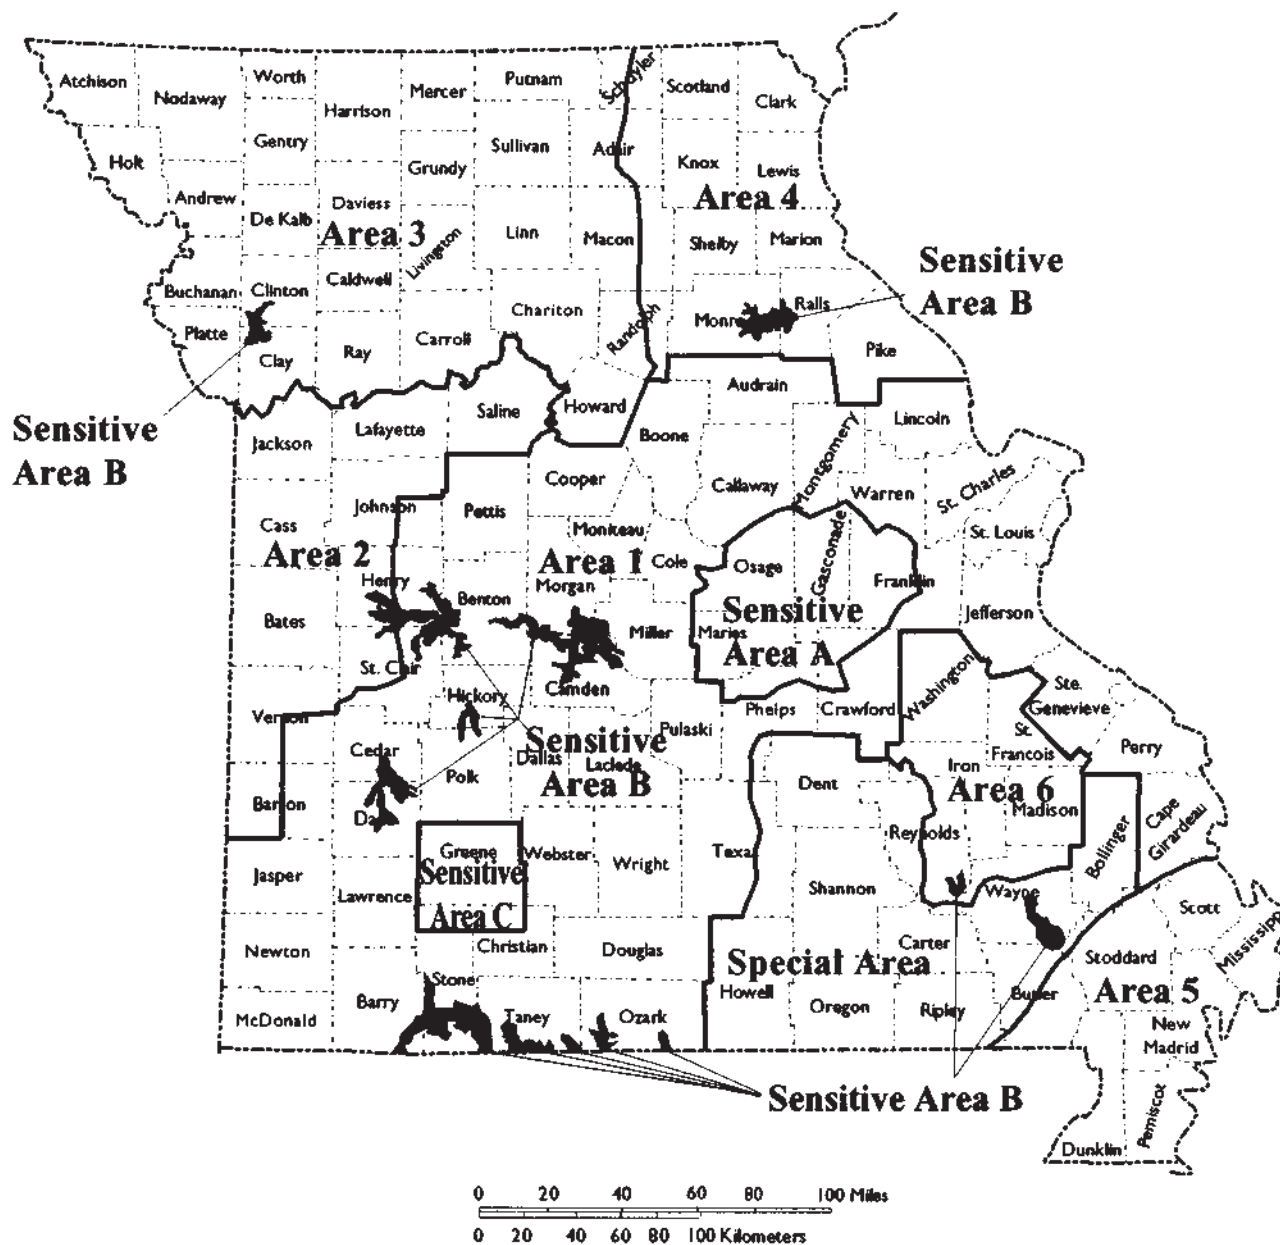 Atchison
Nodaway
Worth
Harrison
Mercer
Putnam
Schuyler
Scotland
Clark
Gentry
Sullivan
Adair
Knox
Lewis
Holt
Grundy
Andrew
De Kalb
Daviess
Area 4
Area 3
Livingston
Linn
Macon
Shelby
Marion
Sensitive
Area B
Buchanan
Clinton
Caldwell
Chariton
Randolph
Ralls
Platte
Clay
Ray
Carroll
Pike
Sensitive
Area B
Saline
Howard
Audrain
Lincoln
Jackson
Lafayette
Boone
Montgomery
Cooper
Callaway
Warren
St. Charles
Johnson
Pettis
Moniteau
St. Louis
Cass
Area 2
Area 1
Cole
Osage
Gasconade
Franklin
Henry
Benton
Morgan
Sensitive
Area A
Jefferson
Bates
Miller
Maries
St. Clair
Camden
Washington
Hickory
Pulaski
Phelps
Crawford
Ste.
Genevieve
Vernon
St.
Francois
Perry
Cedar
Polk
Dallas
Laclede
Sensitive
Area B
Dent
Iron
Area 6
Madison
Barton
Cape
Girardeau
Bollinger
Reynolds
Greene
Webster
Wright
Texa
Jasper
Lawrence
Sensitive
Area C
Shannon
Wayne
Scott
Mississipp
Newton
Christian
Douglas
Carter
Special Area
Stoddard
Stone
Howell
Area 5
Barry
McDonald
Taney
Ozark
Oregon
Ripley
Butler
New
Madrid
Sensitive Area B
Pemiscot
Dunklin
0 20 40 60 80 100 Miles
0 20 40 60 80 100 Kilometers